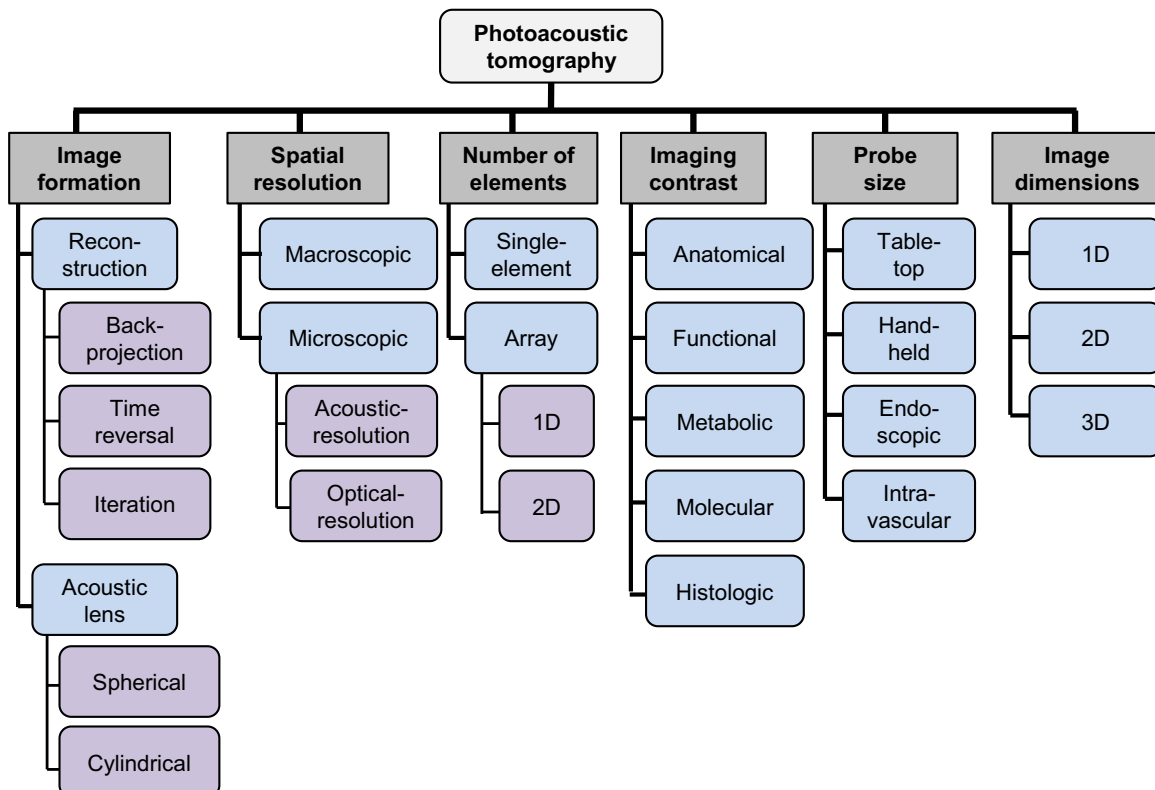 Photoacoustic
tomography
Image
formation
Recon-
struction
Back-
projection
Time
reversal
Iteration
Acoustic
lens
Spherical
Cylindrical
Spatial
resolution
Macroscopic
Microscopic
Acoustic-
resolution
Optical-
resolution
Number of
elements
Single-
element
Array
1D
2D
Imaging
contrast
Anatomical
Functional
Metabolic
Molecular
Histologic
Probe
size
Table-
top
Hand-
held
Endo-
scopic
Intra-
vascular
Image
dimensions
1D
2D
3D